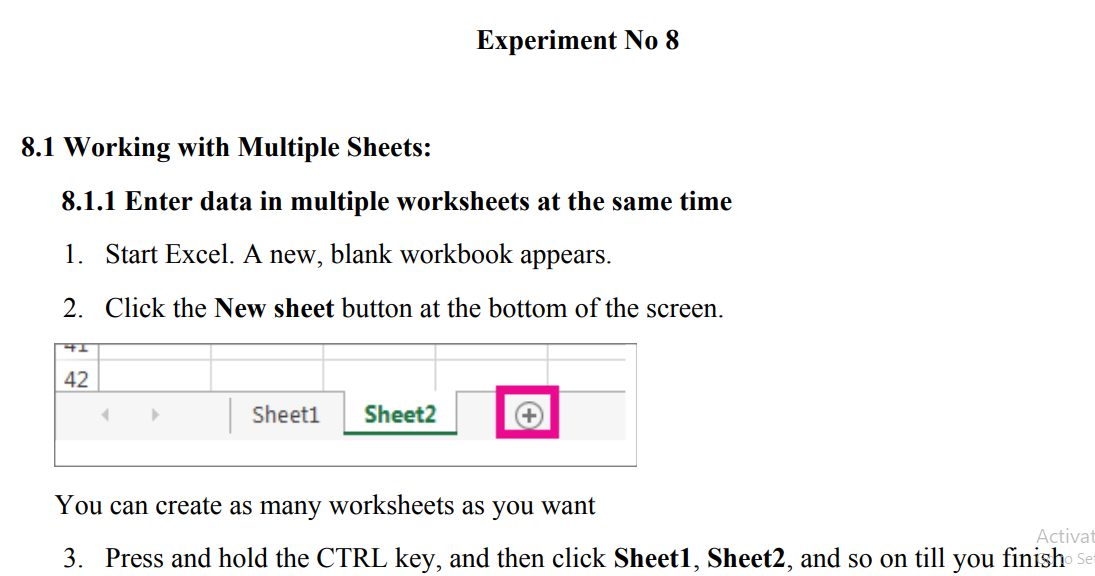 Experiment No 8
8.1 Working with Multiple Sheets:
8.1.1 Enter data in multiple worksheets at the same time
1. Start Excel. A new, blank workbook appears.
2. Click the New sheet button at the bottom of the screen.
41
42
Sheet1 Sheet2
You can create as many worksheets as you want
Activat
3. Press and hold the CTRL key, and then click Sheet1, Sheet2, and so on till you finish